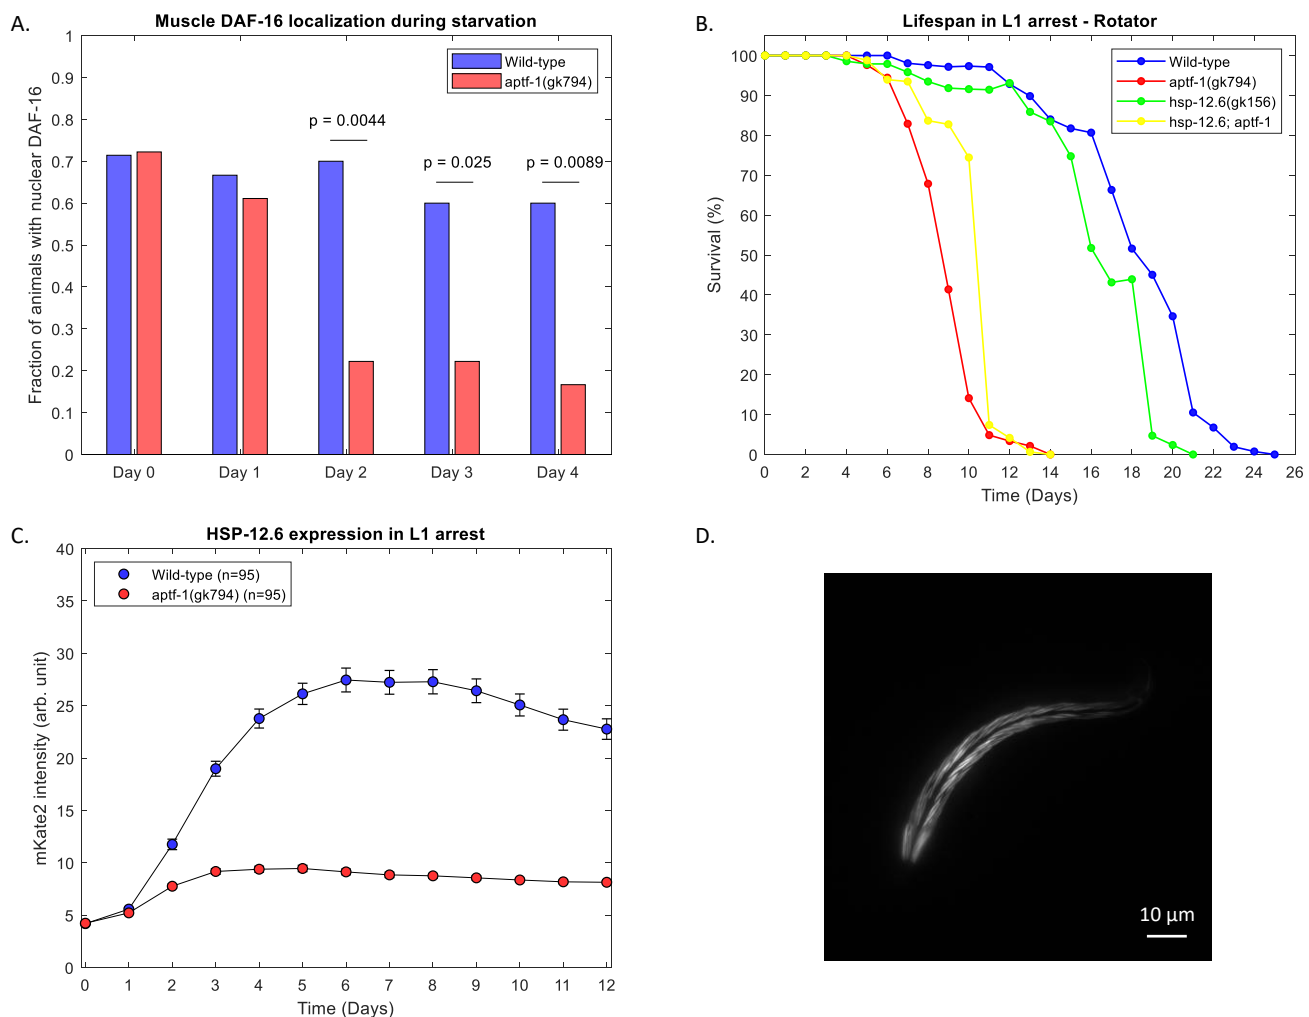 A.
Muscle DAF-16 localization during starvation
1
0.9
0.8
0.7
0.6
0.5
0.4
0.3
0.2
0.1
0
Fraction of animals with nuclear DAF-16
Wild-type
aptf-1(gk794)
p = 0.0044
p = 0.025
p = 0.0089
Day 0 Day 1 Day 2 Day 3 Day 4
B.
Lifespan in L1 arrest - Rotator
100
90
80
70
60
50
40
30
20
10
0
Survival (%)
Wild-type
aptf-1(gk794)
hsp-12.6(gk156)
hsp-12.6; aptf-1
0 2 4 6 8 10 12 14 16 18 20 22 24 26
Time (Days)
C.
HSP-12.6 expression in L1 arrest
40
35
30
25
20
15
10
5
0
mKate2 intensity (arb. unit)
Wild-type (n=95)
aptf-1(gk794) (n=95)
0 1 2 3 4 5 6 7 8 9 10 11 12
Time (Days)
D.
10 μm